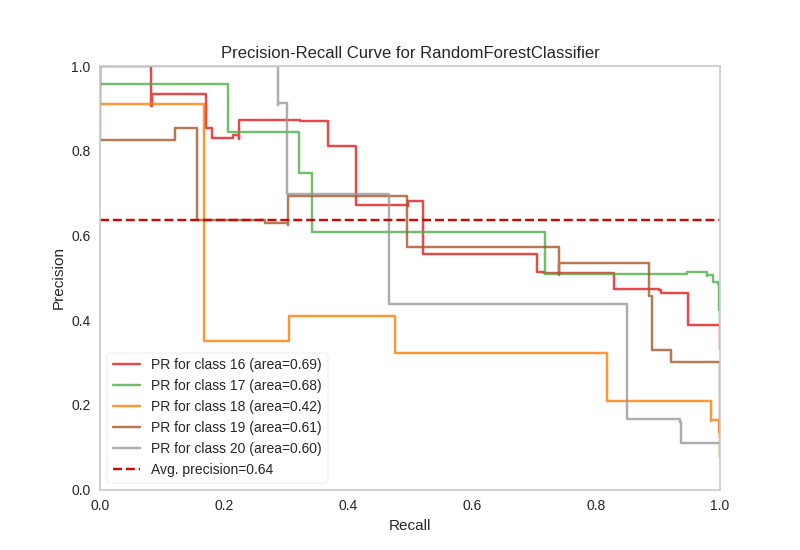 Precision-Recall Curve for RandomForestClassifier
1.0
0.8
0.6
0.4
0.2
0.0
Precision
PR for class 16 (area=0.69)
PR for class 17 (area=0.68)
PR for class 18 (area=0.42)
PR for class 19 (area=0.61)
PR for class 20 (area=0.60)
Avg. precision=0.64
0.0 0.2 0.4 0.6 0.8 1.0
Recall